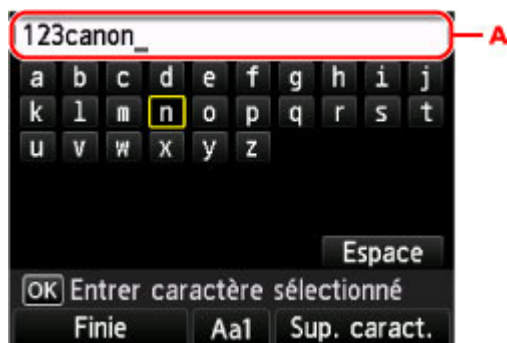 123canon_ A
a b c d e f g h i j
k l m n o p q r s t
u v w x y z
Espace
OK Entrer caractère sélectionné
Finie Aa1 Sup. caract.